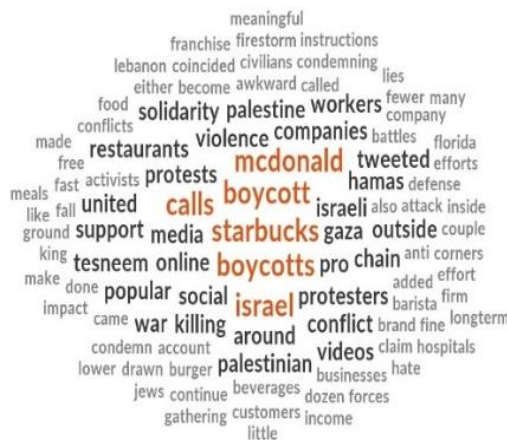 meaningful
franchise firestorm instructions
lebanon coincided civilians condemning
either become awkward called lies
food solidarity palestine workers fewer many
conflicts violence companies battles company
made restaurants mcdonald tweeted florida
free protests hamas efforts
meals fast activists calls boycott israeli defense
like fall united also attack inside
ground support media starbucks gaza outside couple
king tesneem online boycotts pro chain anti corners
make done popular social israel protesters added effort
impact came war killing conflict barista firm
around brand fine longterm
condemn account palestinian videos claim hospitals
lower drawn burger businesses hate
jews continue beverages dozen forces
gathering customers income
little